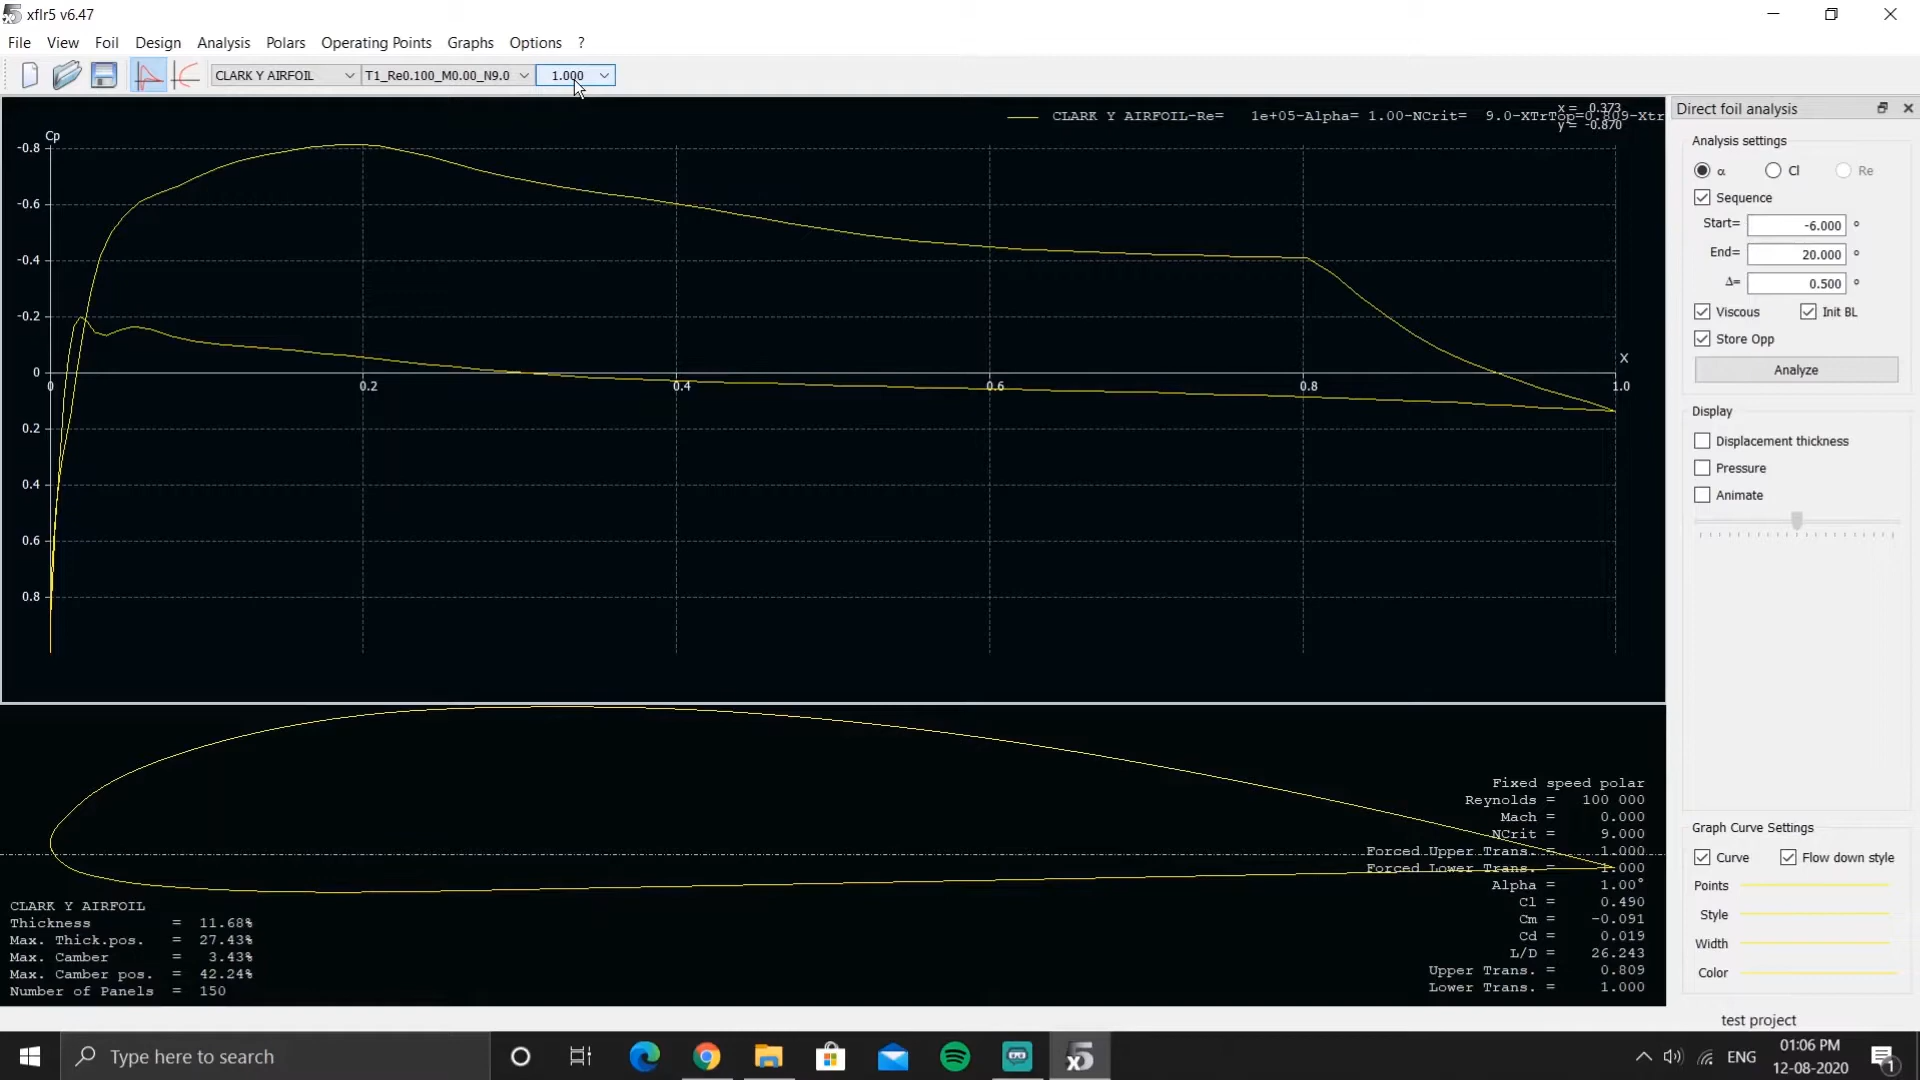 xflr5 v6.47
File View Foil Design Analysis Graphs Polars Operating Points Graphs Options ?
CLARK Y AIRFOIL T1_Re0.100_M0.00_N9.0 1.000
Direct foil analysis
CLARK Y AIRFOIL-Re= 1e+05-Alpha= 1.00-NCrit= 9.0-XTrTop=0.809-Xtr
x = 0.373
y = -0.870
Cp
-0.8
-0.6
-0.4
-0.2
0
0.2
0.4
0.6
0.8
X
0 0.2 0.4 0.6 0.8 1.0
Analysis settings
α Cl Re
Sequence
Start= -6.000 °
End= 20.000 °
Δ= 0.500 °
Viscous Init BL
Store Opp
Analyze
Display
Displacement thickness
Pressure
Animate
Graph Curve Settings
Curve Flow down style
Points
Style
Width
Color
Fixed speed polar
Reynolds = 100 000
Mach = 0.000
NCrit = 9.000
Forced Upper Trans. = 1.000
Forced Lower Trans. = 1.000
Alpha = 1.00°
Cl = 0.490
Cm = -0.091
Cd = 0.019
L/D = 26.243
Upper Trans. = 0.809
Lower Trans. = 1.000
CLARK Y AIRFOIL
Thickness = 11.68%
Max. Thick.pos. = 27.43%
Max. Camber = 3.43%
Max. Camber pos. = 42.24%
Number of Panels = 150
test project
Type here to search
x5
ENG
01:06 PM
12-08-2020
1